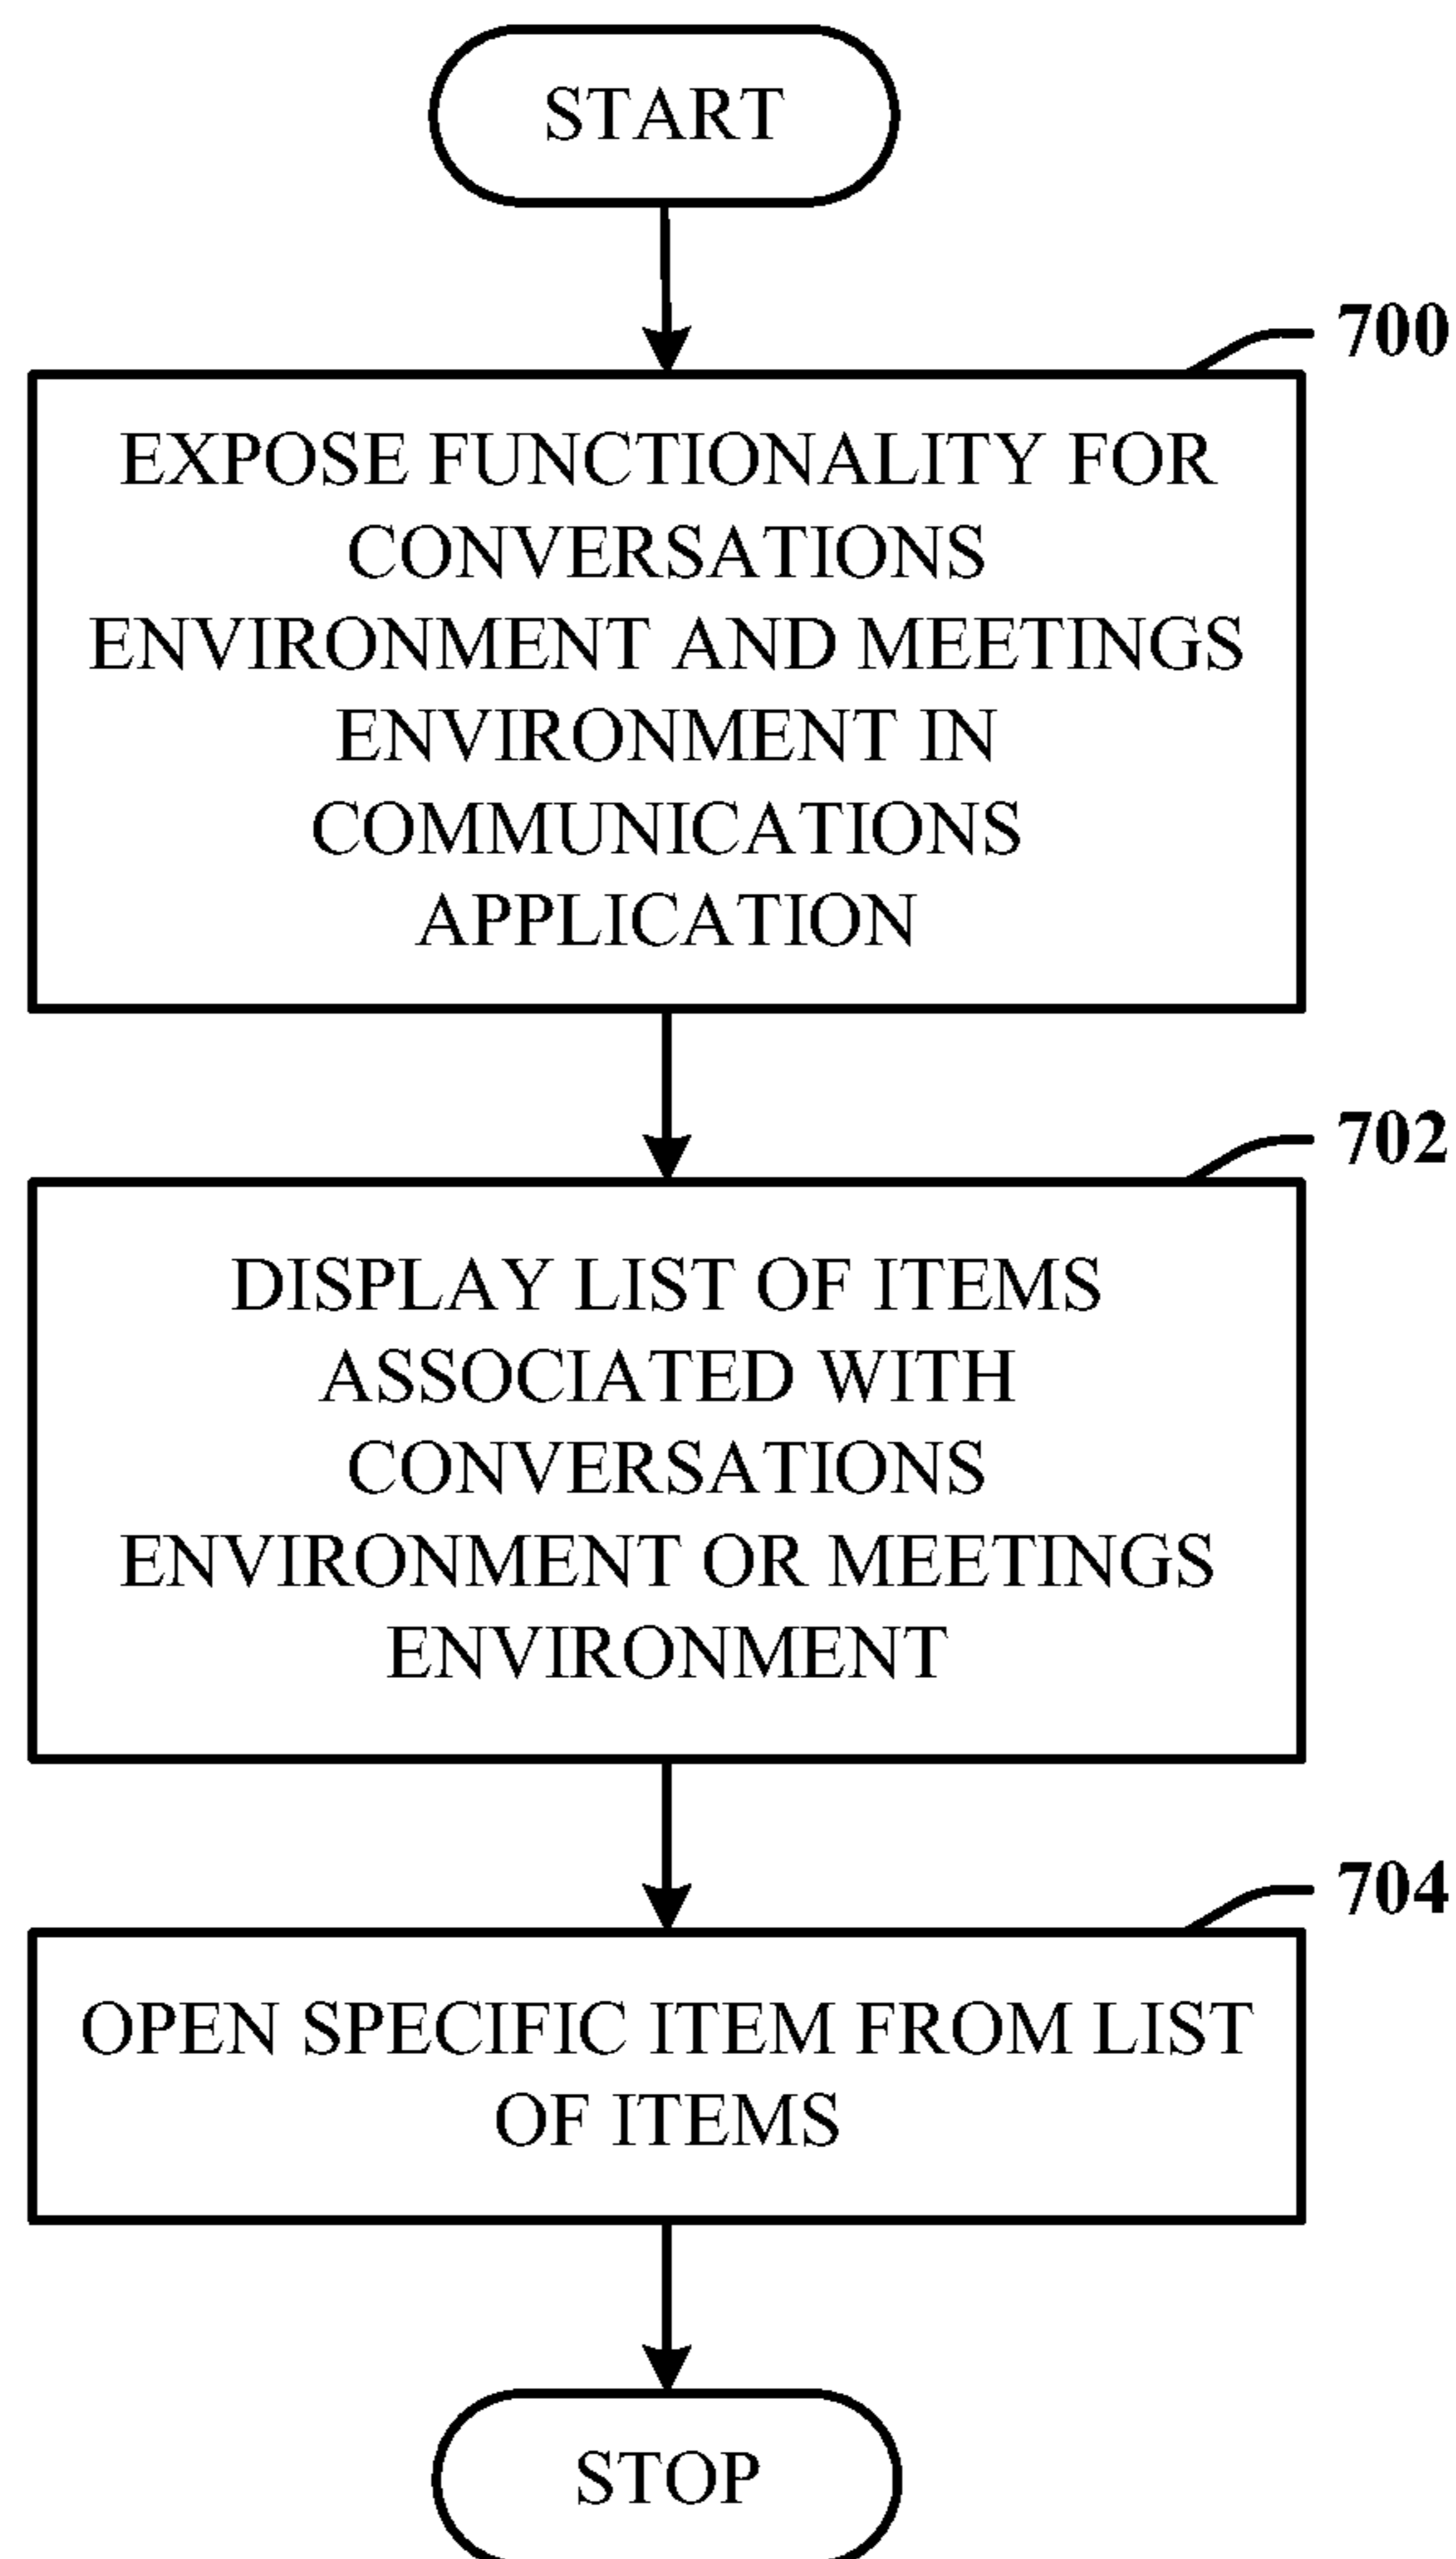 START
700
EXPOSE FUNCTIONALITY FOR
CONVERSATIONS
ENVIRONMENT AND MEETINGS
ENVIRONMENT IN
COMMUNICATIONS
APPLICATION
702
DISPLAY LIST OF ITEMS
ASSOCIATED WITH
CONVERSATIONS
ENVIRONMENT OR MEETINGS
ENVIRONMENT
704
OPEN SPECIFIC ITEM FROM LIST
OF ITEMS
STOP